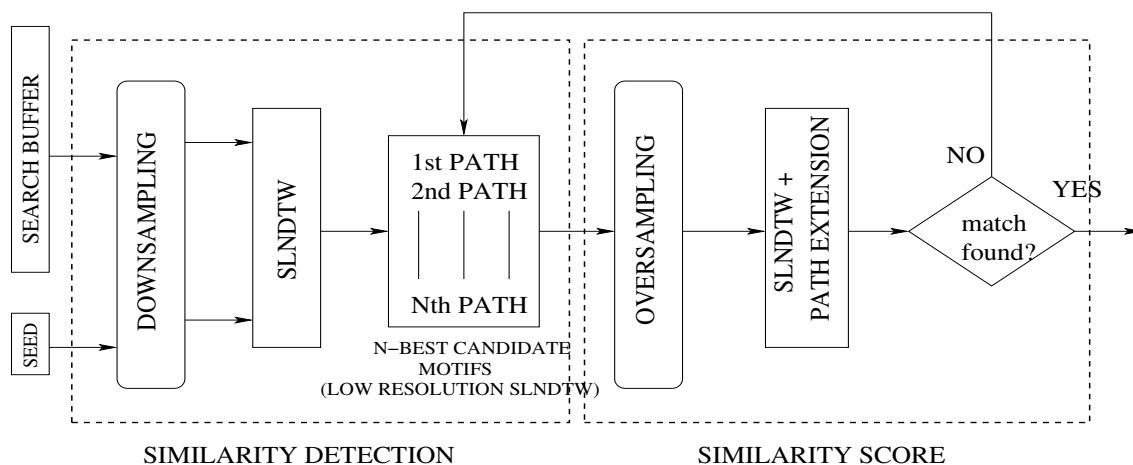 SEARCH BUFFER
SEED
DOWNSAMPLING
SLNDTW
1st PATH
2nd PATH
Nth PATH
N−BEST CANDIDATE
MOTIFS
(LOW RESOLUTION SLNDTW)
SIMILARITY DETECTION
OVERSAMPLING
SLNDTW +
PATH EXTENSION
match
found?
NO
YES
SIMILARITY SCORE